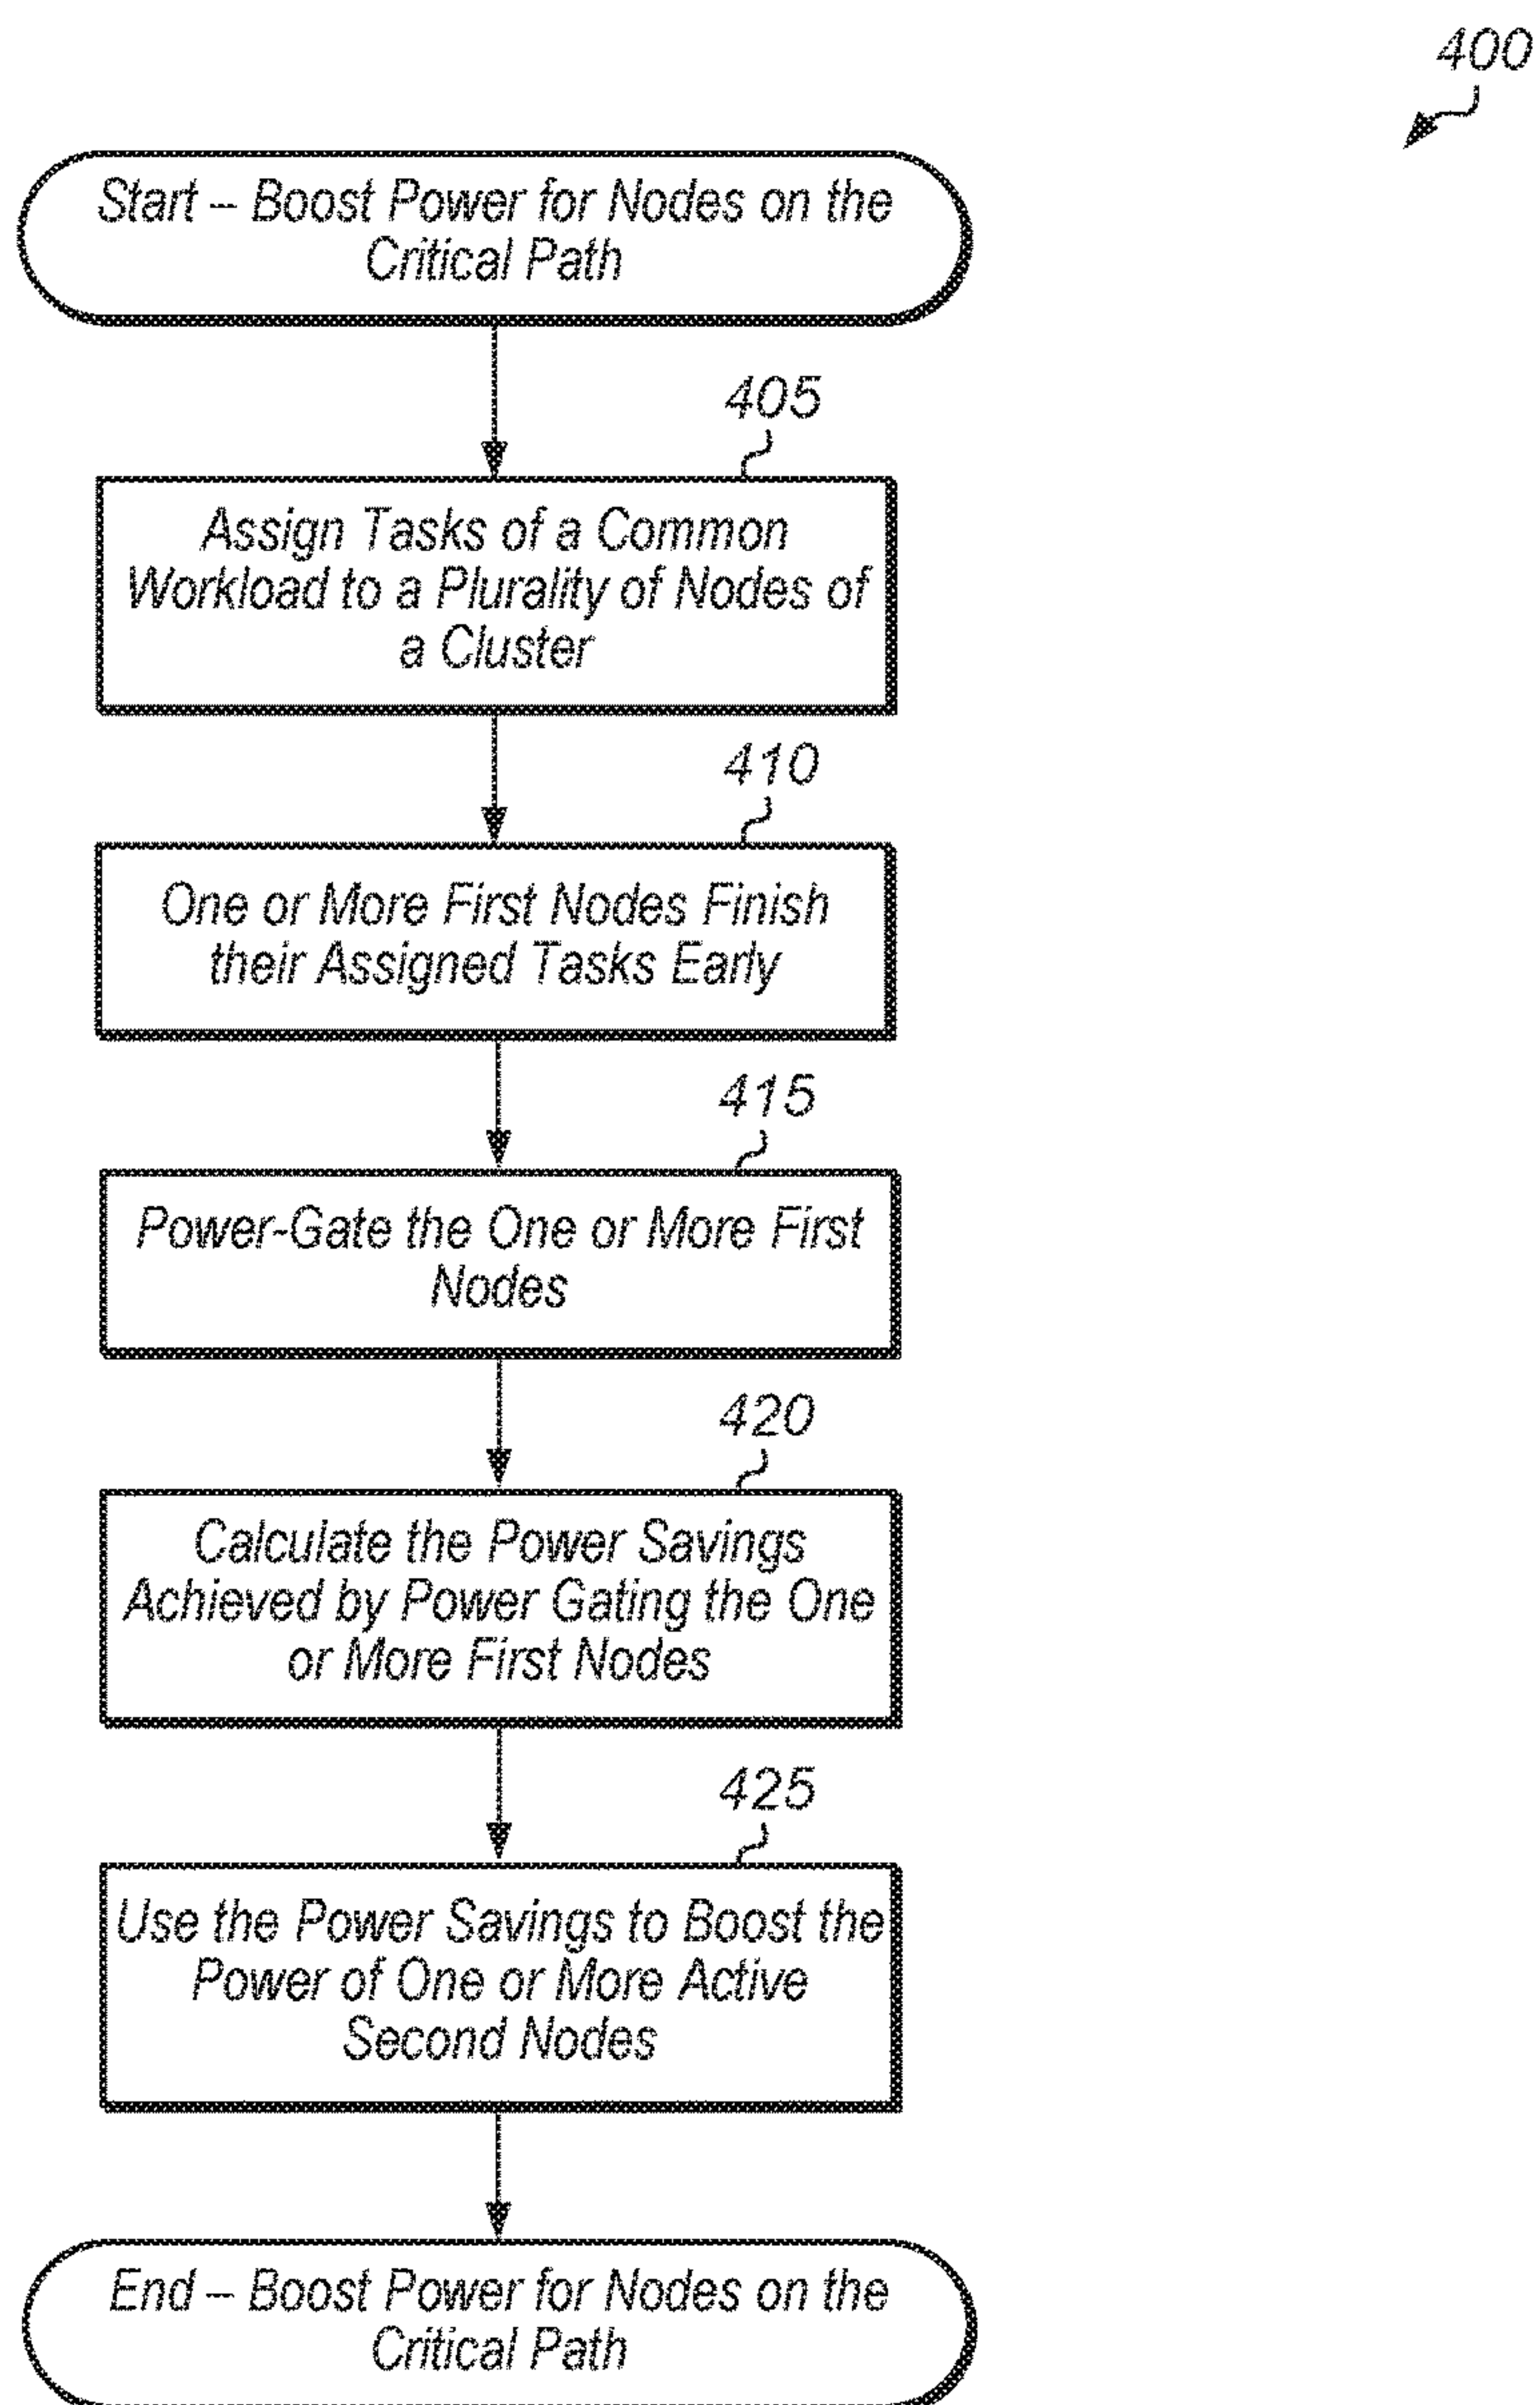 400
Start – Boost Power for Nodes on the
Critical Path
405
Assign Tasks of a Common
Workload to a Plurality of Nodes of
a Cluster
410
One or More First Nodes Finish
their Assigned Tasks Early
415
Power-Gate the One or More First
Nodes
420
Calculate the Power Savings
Achieved by Power Gating the One
or More First Nodes
425
Use the Power Savings to Boost the
Power of One or More Active
Second Nodes
End – Boost Power for Nodes on the
Critical Path